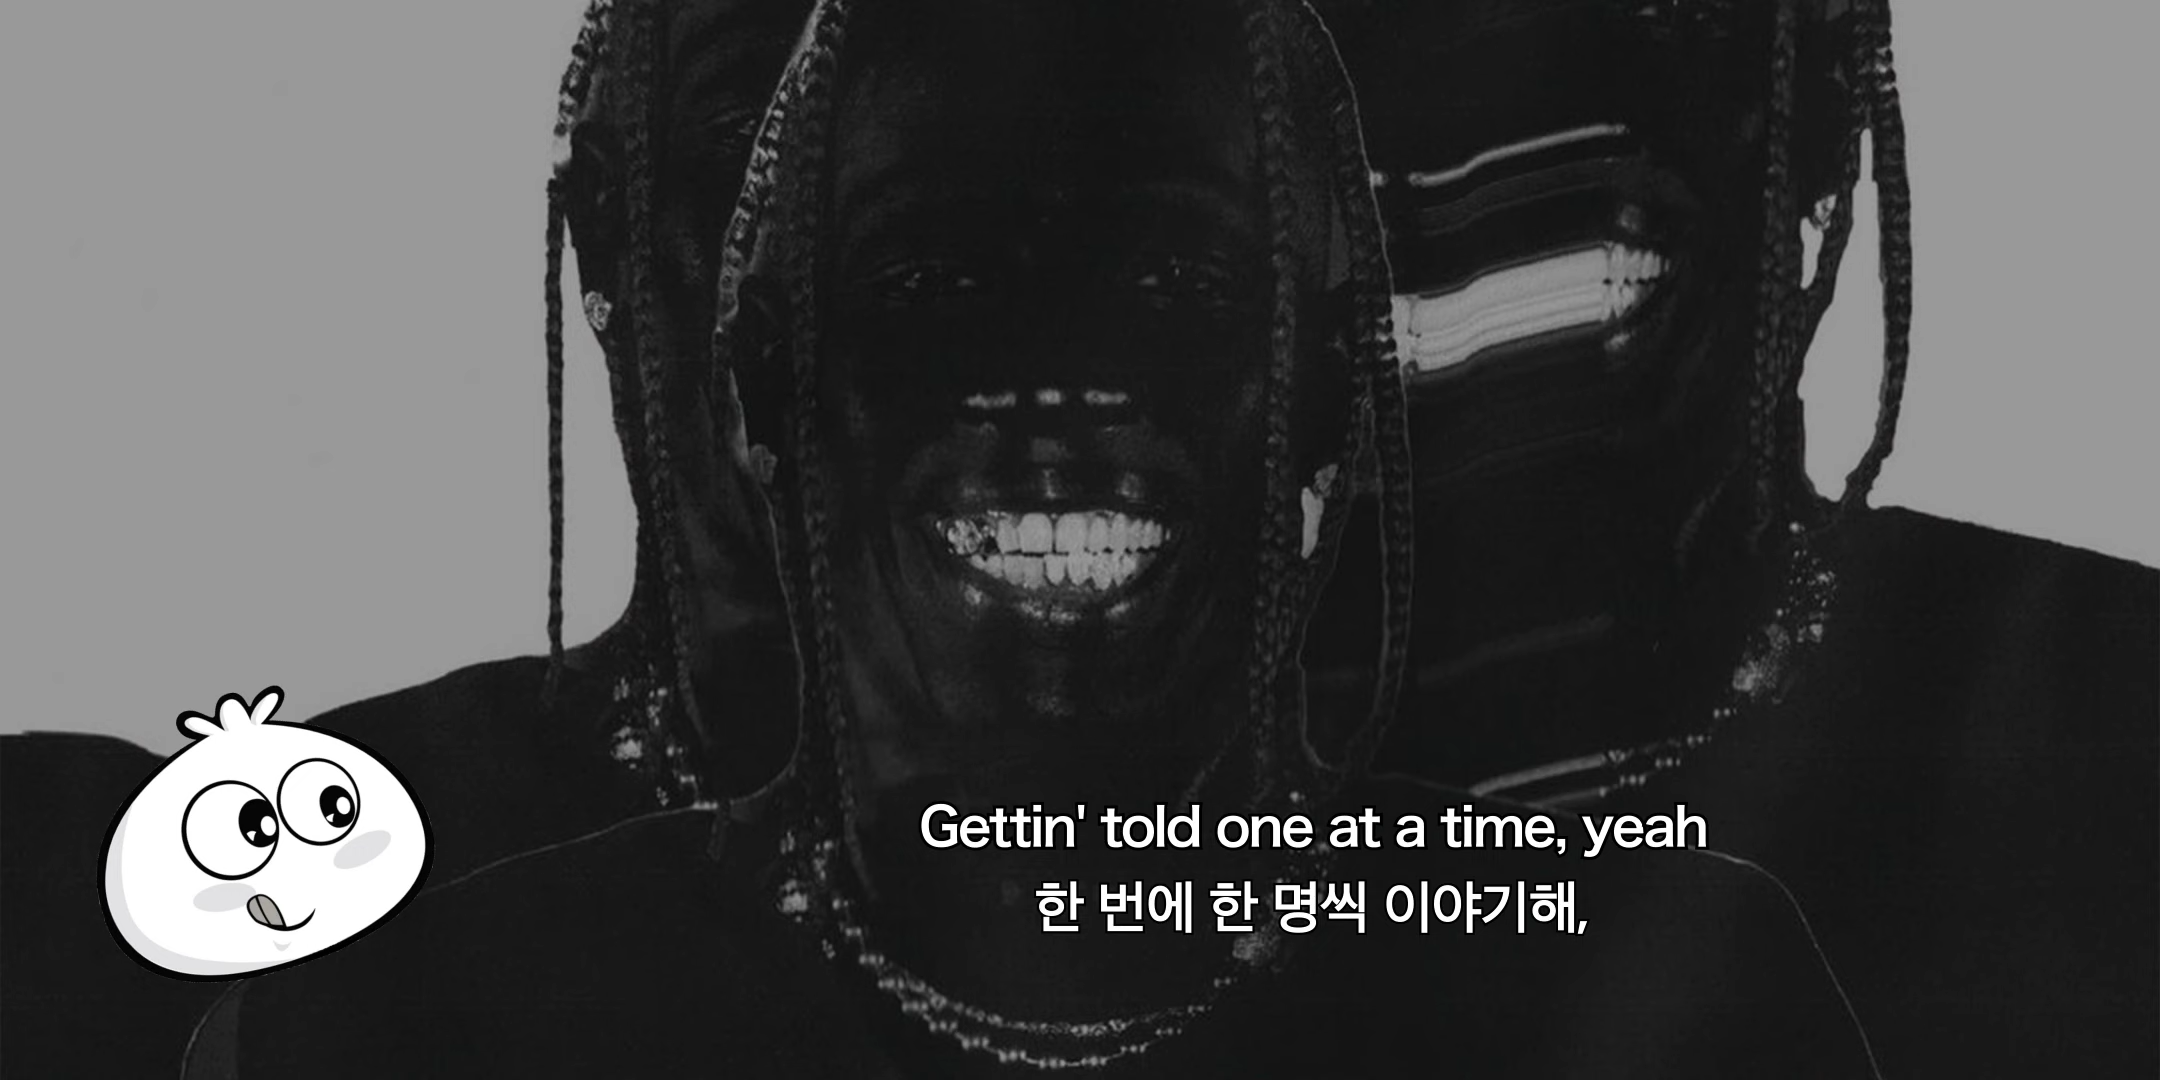 Gettin' told one at a time, yeah
한 번에 한 명씩 이야기해,